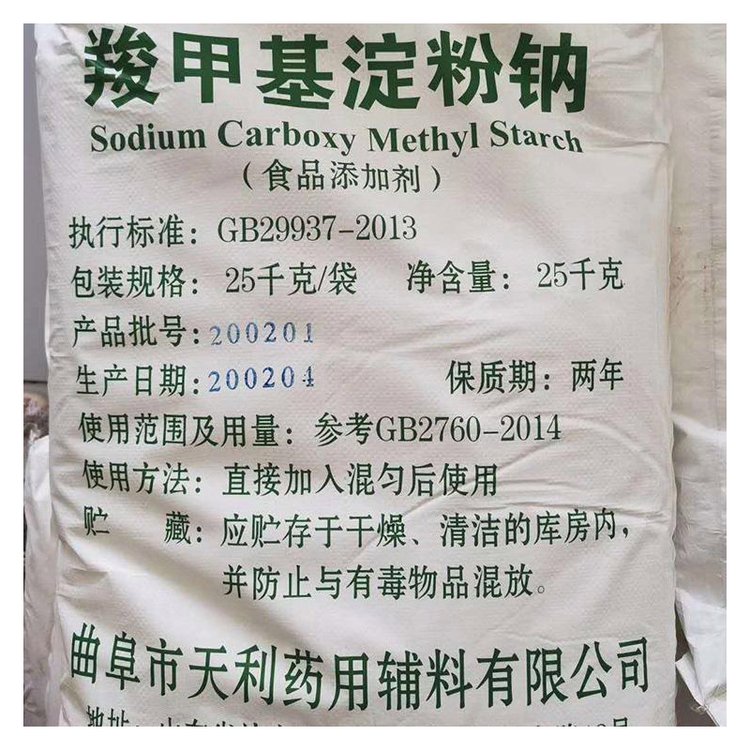 羧甲基淀粉钠
Sodium Carboxy Methyl Starch
（食品添加剂）
执行标准：GB29937-2013
包装规格：25千克/袋 净含量：25千克
产品批号：200201
生产日期：200204 保质期：两年
使用范围及用量：参考GB2760-2014
使用方法：直接加入混匀后使用
贮 藏：应贮存于干燥、清洁的库房内，
并防止与有毒物品混放。
曲阜市天利药用辅料有限公司
地址：山东省